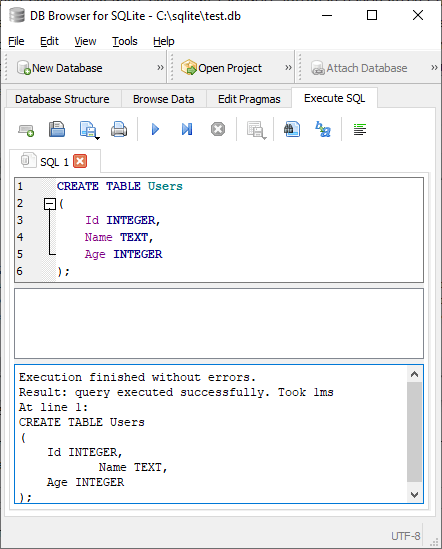 DB Browser for SQLite - C:\sqlite\test.db
File Edit View Tools Help
New Database » Open Project » Attach Database »
Database Structure Browse Data Edit Pragmas Execute SQL
SQL 1
1 CREATE TABLE Users
2 (
3 Id INTEGER,
4 Name TEXT,
5 Age INTEGER
6 );
Execution finished without errors.
Result: query executed successfully. Took 1ms
At line 1:
CREATE TABLE Users
(
Id INTEGER,
Name TEXT,
Age INTEGER
);
UTF-8